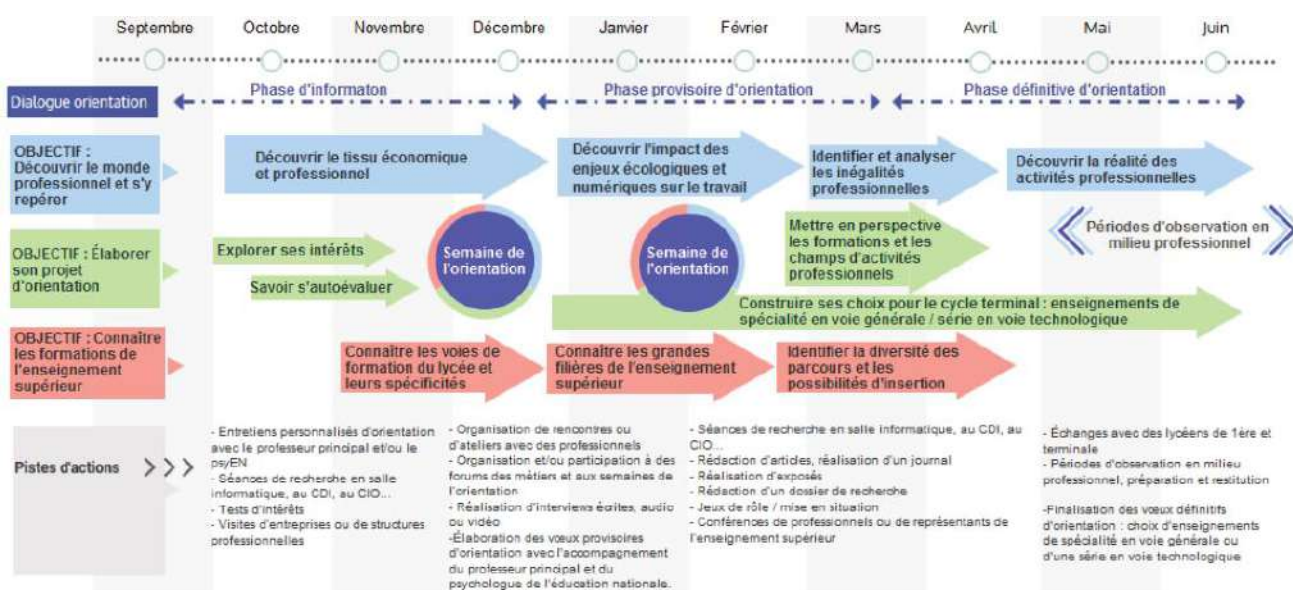 Septembre
Octobre
Novembre
Décembre
Janvier
Février
Mars
Avril
Mai
Juin
Dialogue orientation
Phase d'informaton
Phase provisoire d'orientation
Phase définitive d'orientation
OBJECTIF :
Découvrir le monde
professionnel et s'y
repéror
Découvrir le tissu économique
et professionnel
Découvrir l'impact des
enjeux écologiques et
numériques sur le travail
Identifier et analyser
les inégalités
professionnelles
Découvrir la réalité des
activités professionnelles
OBJECTIF : Élaborer
son projet
d'orientation
Explorer ses intérêts
Savoir s'autoévaluer
Semaine de
l'orientation
Semaine de
l'orientation
Mettre en perspective
les formations et les
champs d'activités
professionnels
Périodes d'observation en
milieu professionnel
Construire ses choix pour le cycle terminal : enseignements de
spécialité en voie générale / série en voie technologique
OBJECTIF : Connaître
les formations de
l'enseignement
supérieur
Connaître les voies de
formation du lycée et
leurs spécificités
Connaître les grandes
filières de l'enseignement
supérieur
Identifier la diversité des
parcours et les
possibilités d'insertion
Pistes d'actions
- Entretiens personnalisés d'orientation
avec le professeur principal et/ou le
psyEN
- Séances de recherche en salle
informatique, au CDI, au CIO...
- Tests d'intérêts
- Visites d'entreprises ou de structures
professionnelles
- Organisation de rencontres ou
d'ateliers avec des professionnels
- Organisation et/ou participation à des
forums des métiers et aux semaines de
l'orientation
- Réalisation d'interviews écrites, audio
ou vidéo
-Élaboration des vœux provisoires
d'orientation avec l'accompagnement
du professeur principal et du
psychologue de l'éducation nationale.
- Séances de recherche en salle informatique, au CDI, au
CIO...
- Rédaction d'articles, réalisation d'un journal
- Réalisation d'exposés
- Rédaction d'un dossier de recherche
- Jeux de rôle / mise en situation
- Conférences de professionnels ou de représentants de
l'enseignement supérieur
- Échanges avec des lycéens de 1ère et
terminale
- Périodes d'observation en milieu
professionnel, préparation et restitution
-Finalisation des vœux définitifs
d'orientation : choix d'enseignements
de spécialité en voie générale ou
d'une série en voie technologique